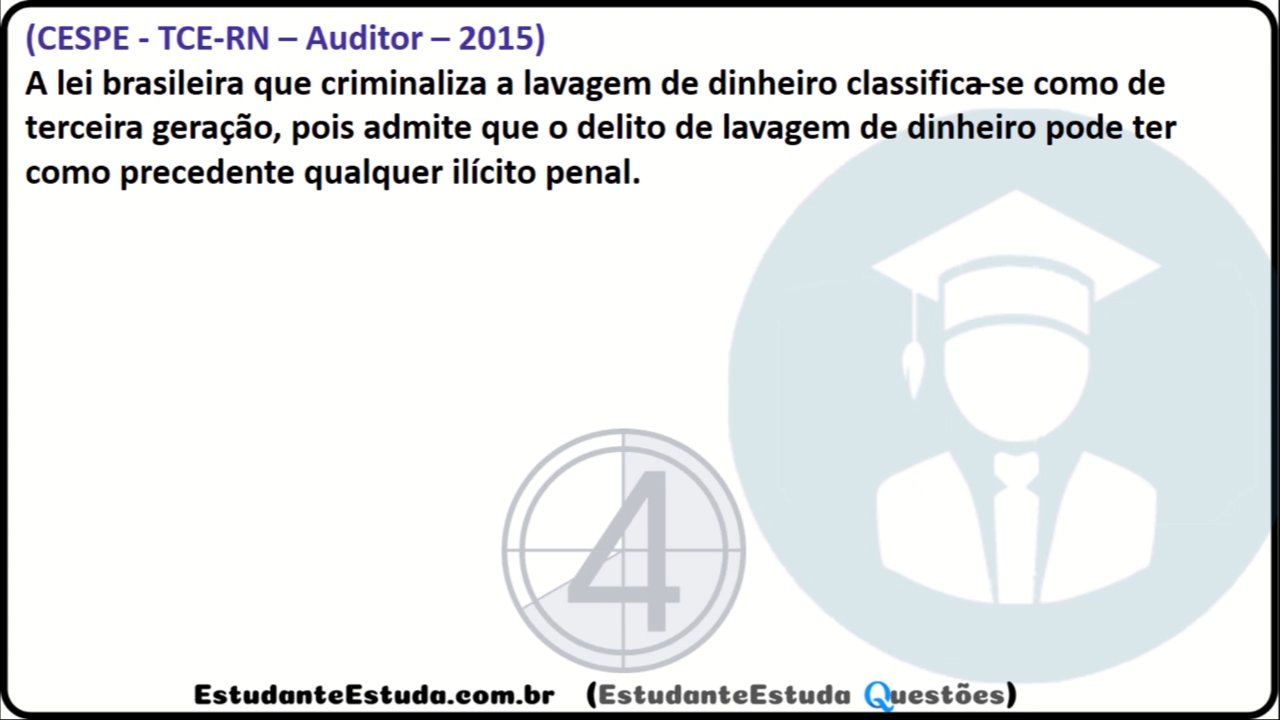 (CESPE - TCE-RN – Auditor – 2015)
A lei brasileira que criminaliza a lavagem de dinheiro classifica-se como de
terceira geração, pois admite que o delito de lavagem de dinheiro pode ter
como precedente qualquer ilícito penal.
4
EstudanteEstuda.com.br (EstudanteEstuda Questões)